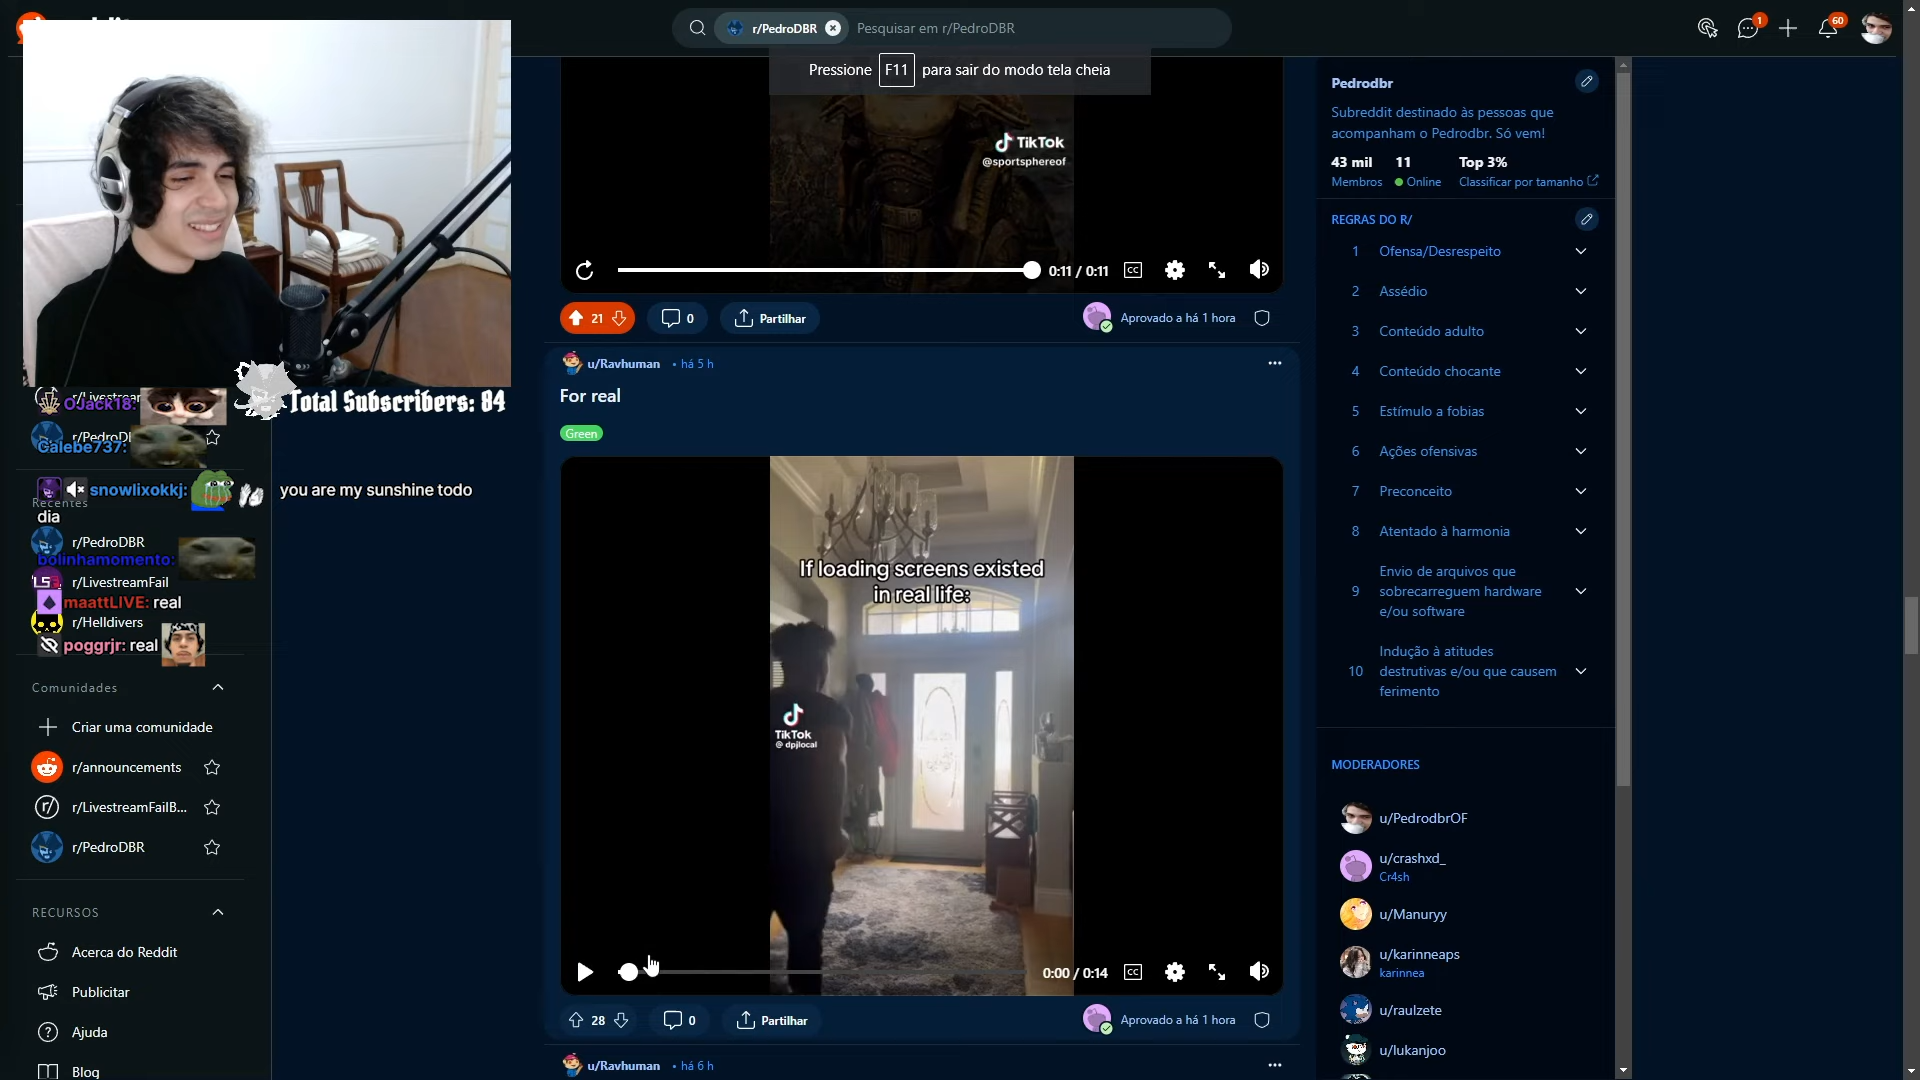 r/PedroDBR
Pesquisar em r/PedroDBR
1
60
Pressione F11 para sair do modo tela cheia
TikTok
@sportsphereof
0:11 / 0:11
CC
21
0
Partilhar
Aprovado a há 1 hora
u/Ravhuman • há 5 h
For real
Green
If loading screens existed
in real life:
TikTok
@ dpjlocal
0:00 / 0:14
CC
28
0
Partilhar
Aprovado a há 1 hora
u/Ravhuman • há 6 h
Total Subscribers: 84
OJack18:
r/PedroD
Galebe737:
snowlixokkj: you are my sunshine todo
dia
Recentes
r/PedroDBR
bolinhamomento:
r/LivestreamFail
maattLIVE: real
r/Helldivers
poggrjr: real
Comunidades
Criar uma comunidade
r/announcements
r/LivestreamFailB...
r/PedroDBR
RECURSOS
Acerca do Reddit
Publicitar
Ajuda
Blog
Pedrodbr
Subreddit destinado às pessoas que
acompanham o Pedrodbr. Só vem!
43 mil 11 Top 3%
Membros Online Classificar por tamanho
REGRAS DO R/
1 Ofensa/Desrespeito
2 Assédio
3 Conteúdo adulto
4 Conteúdo chocante
5 Estímulo a fobias
6 Ações ofensivas
7 Preconceito
8 Atentado à harmonia
9 Envio de arquivos que
sobrecarreguem hardware
e/ou software
10 Indução à atitudes
destrutivas e/ou que causem
ferimento
MODERADORES
u/PedrodbrOF
u/crashxd_
Cr4sh
u/Manuryy
u/karinneaps
karinnea
u/raulzete
u/lukanjoo